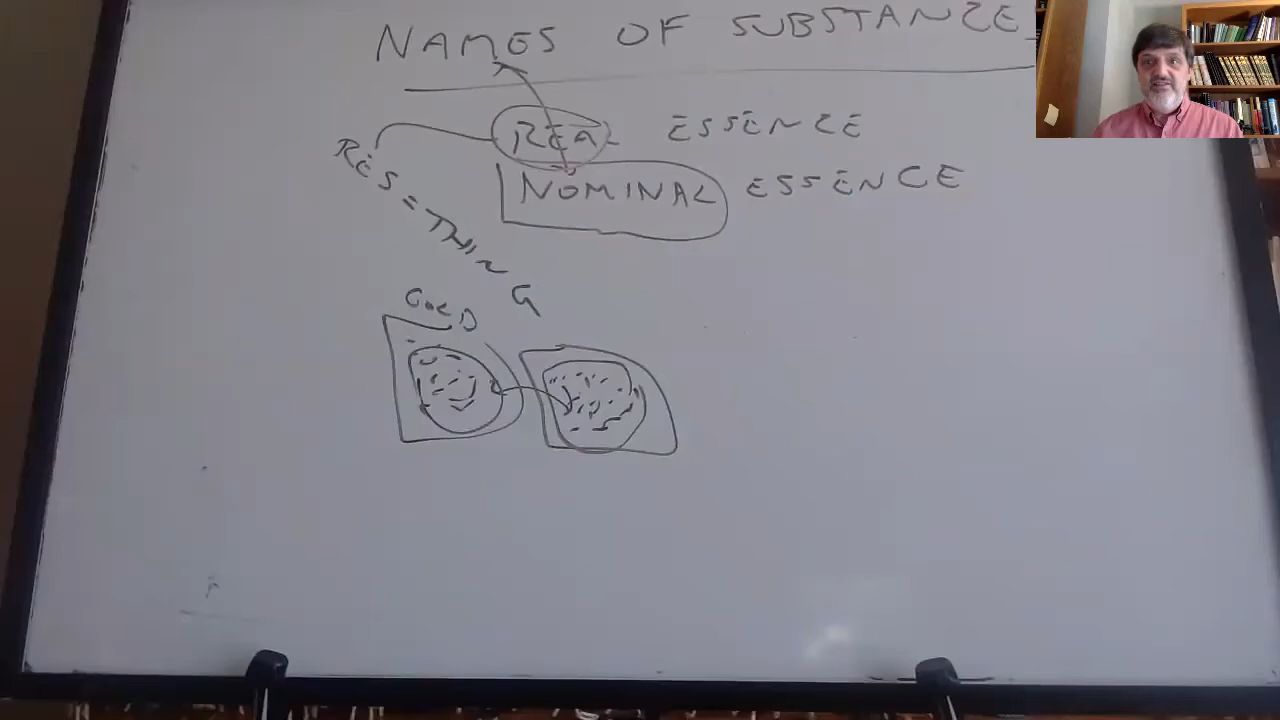 NAMES OF SUBSTANCE
REAL ESSENCE
NOMINAL ESSENCE
RES = THING
GOLD